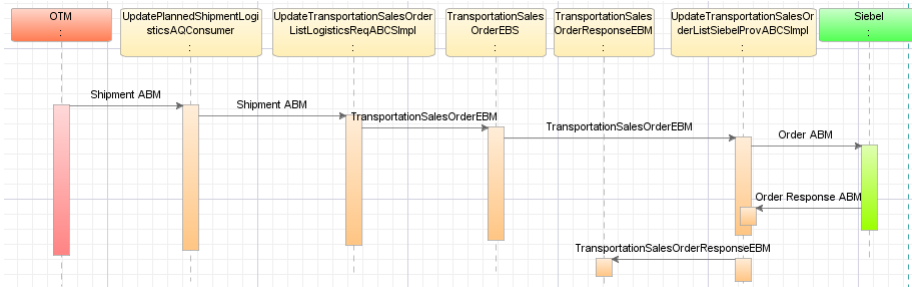 OTM
:
UpdatePlannedShipmentLogi
sticsAQConsumer
:
UpdateTransportationSalesOrder
ListLogisticsReqABCSImpl
:
TransportationSales
OrderEBS
:
TransportationSales
OrderResponseEBM
:
UpdateTransportationSalesOr
derListSiebelProvABCSImpl
:
Siebel
:
Shipment ABM
Shipment ABM
TransportationSalesOrderEBM
TransportationSalesOrderEBM
Order ABM
Order Response ABM
TransportationSalesOrderResponseEBM